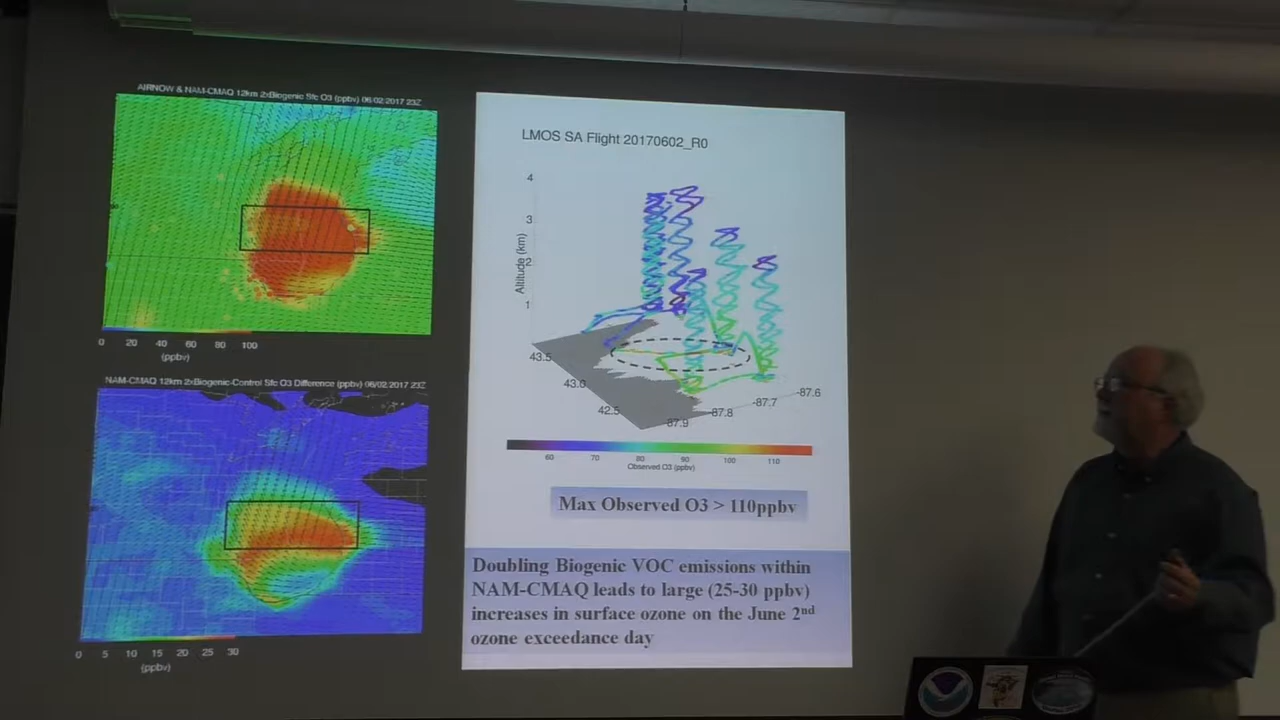 AIRNOW & NAM-CMAQ 12km 2xBiogenic Sfc O3 (ppbv) 06/02/2017 23Z
0 20 40 60 80 100
(ppbv)
NAM-CMAQ 12km 2xBiogenic-Control Sfc O3 Difference (ppbv) 06/02/2017 23Z
0 5 10 15 20 25 30
(ppbv)
LMOS SA Flight 20170602_R0
4
3
2
1
Altitude (km)
43.5
43.0
42.5
-87.6
-87.7
-87.8
87.9
60 70 80 90 100 110
Observed O3 (ppbv)
Max Observed O3 > 110ppbv
Doubling Biogenic VOC emissions within
NAM-CMAQ leads to large (25-30 ppbv)
increases in surface ozone on the June 2nd
ozone exceedance day